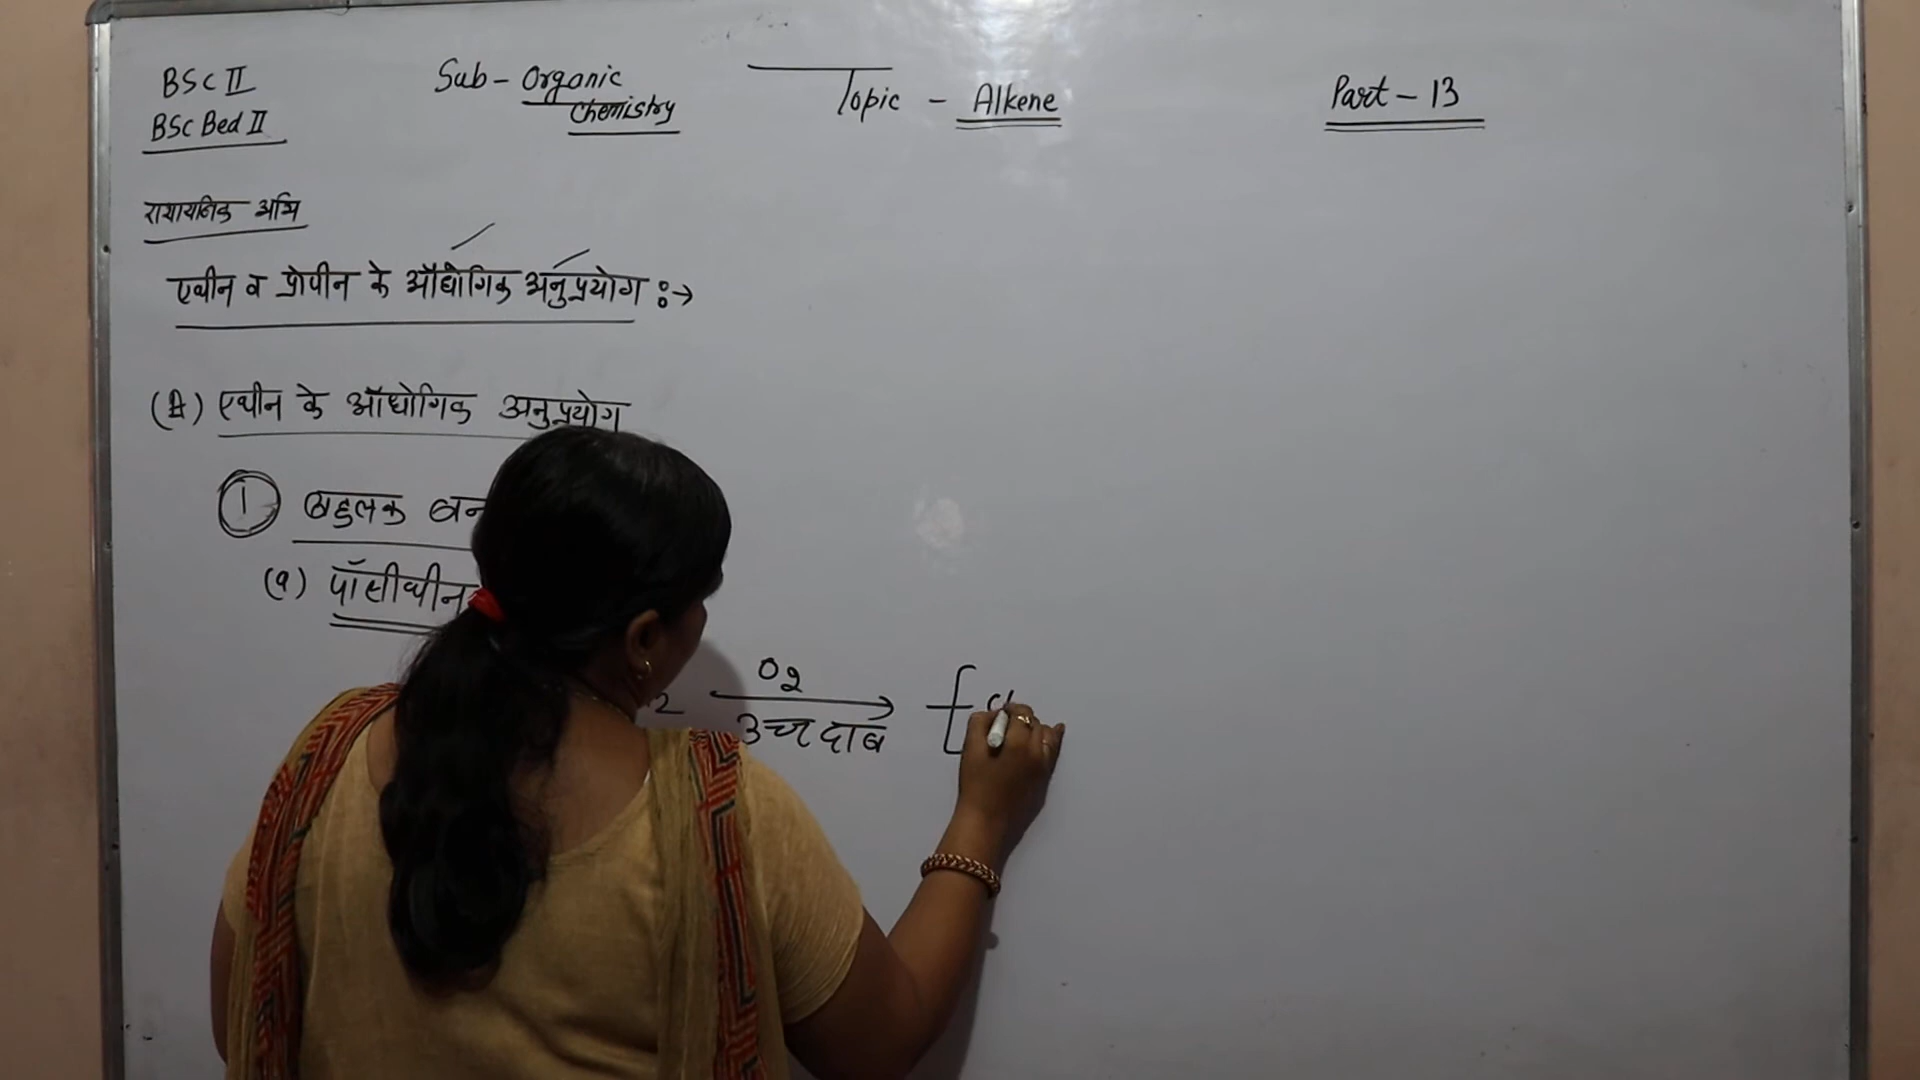 BSc II
BSc Bed II
Sub- Organic
Chemistry
Topic - Alkene
Part - 13
रासायनिक अभि
एथीन व प्रोपीन के औद्योगिक अनुप्रयोग :→
(A) एथीन के औद्योगिक अनुप्रयोग
1 बहुलक
(a) पॉलीथीन
2 O2 →
उच्च दाब